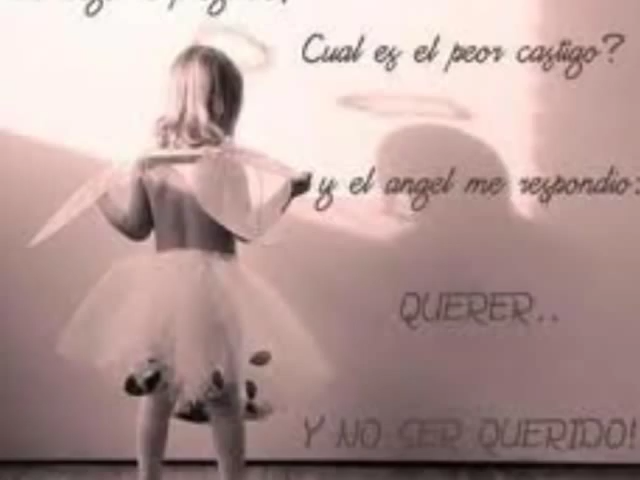 Cual es el peor castigo?
y el angel me respondio:
QUERER..
Y NO SER QUERIDO!